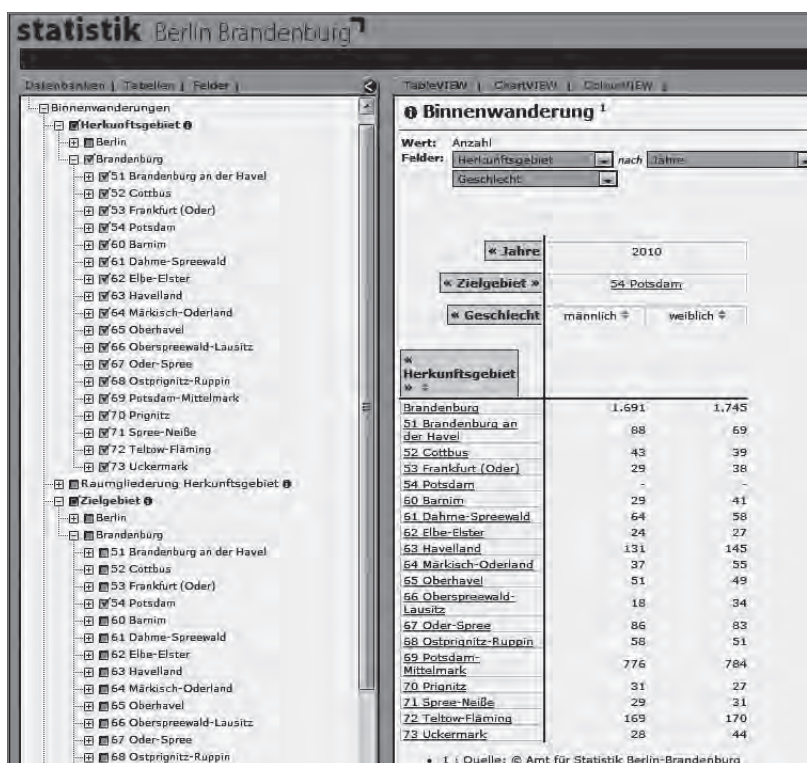 statistik Berlin Brandenburg
Datenbanken | Tabellen | Felder |
Binnenwanderungen
Herkunftsgebiet
Berlin
Brandenburg
51 Brandenburg an der Havel
52 Cottbus
53 Frankfurt (Oder)
54 Potsdam
60 Barnim
61 Dahme-Spreewald
62 Elbe-Elster
63 Havelland
64 Märkisch-Oderland
65 Oberhavel
66 Oberspreewald-Lausitz
67 Oder-Spree
68 Ostprignitz-Ruppin
69 Potsdam-Mittelmark
70 Prignitz
71 Spree-Neiße
72 Teltow-Fläming
73 Uckermark
Raumgliederung Herkunftsgebiet
Zielgebiet
Berlin
Brandenburg
51 Brandenburg an der Havel
52 Cottbus
53 Frankfurt (Oder)
54 Potsdam
60 Barnim
61 Dahme-Spreewald
62 Elbe-Elster
63 Havelland
64 Märkisch-Oderland
65 Oberhavel
66 Oberspreewald-Lausitz
67 Oder-Spree
68 Ostprignitz-Ruppin
TableVIEW | ChartVIEW | ColourVIEW |
Binnenwanderung 1
Wert: Anzahl
Felder: Herkunftsgebiet nach Jahre
Geschlecht
« Jahre 2010
« Zielgebiet » 54 Potsdam
« Geschlecht männlich weiblich
«
Herkunftsgebiet
»
Brandenburg 1.691 1.745
51 Brandenburg an
der Havel 88 69
52 Cottbus 43 39
53 Frankfurt (Oder) 29 38
54 Potsdam - -
60 Barnim 29 41
61 Dahme-Spreewald 64 58
62 Elbe-Elster 24 27
63 Havelland 131 145
64 Märkisch-Oderland 37 55
65 Oberhavel 51 49
66 Oberspreewald-
Lausitz 18 34
67 Oder-Spree 86 83
68 Ostprignitz-Ruppin 58 51
69 Potsdam-
Mittelmark 776 784
70 Prignitz 31 27
71 Spree-Neiße 29 31
72 Teltow-Fläming 169 170
73 Uckermark 28 44
• 1 : Quelle: © Amt für Statistik Berlin-Brandenburg